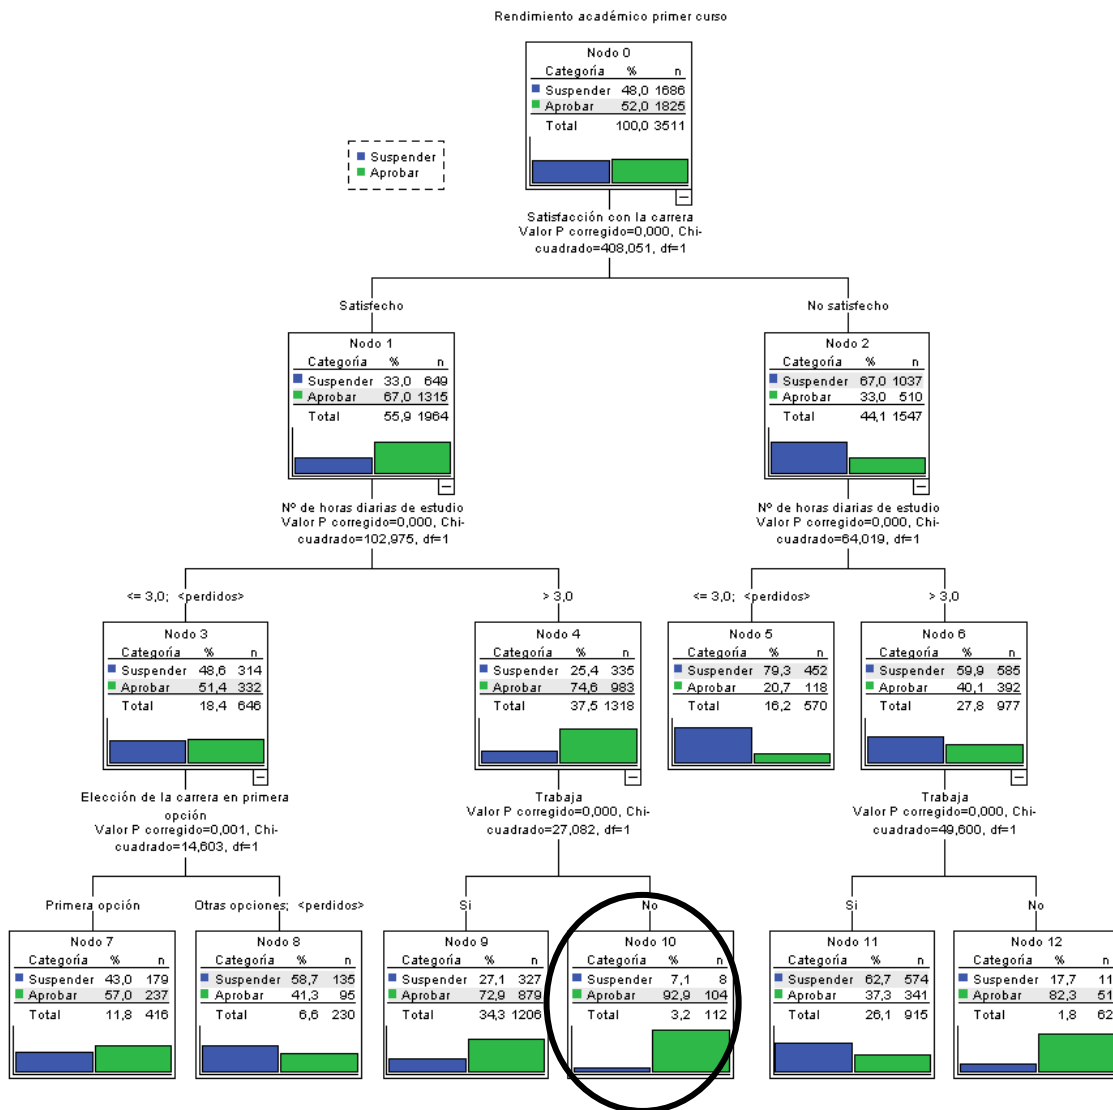 Rendimiento académico primer curso
Nodo 0
Categoría % n
Suspender 48,0 1686
Aprobar 52,0 1825
Total 100,0 3511
Suspender
Aprobar
Satisfacción con la carrera
Valor P corregido=0,000, Chi-
cuadrado=408,051, df=1
Satisfecho
No satisfecho
Nodo 1
Categoría % n
Suspender 33,0 649
Aprobar 67,0 1315
Total 55,9 1964
Nodo 2
Categoría % n
Suspender 67,0 1037
Aprobar 33,0 510
Total 44,1 1547
Nº de horas diarias de estudio
Valor P corregido=0,000, Chi-
cuadrado=102,975, df=1
Nº de horas diarias de estudio
Valor P corregido=0,000, Chi-
cuadrado=64,019, df=1
<= 3,0; <perdidos>
> 3,0
<= 3,0; <perdidos>
> 3,0
Nodo 3
Categoría % n
Suspender 48,6 314
Aprobar 51,4 332
Total 18,4 646
Nodo 4
Categoría % n
Suspender 25,4 335
Aprobar 74,6 983
Total 37,5 1318
Nodo 5
Categoría % n
Suspender 79,3 452
Aprobar 20,7 118
Total 16,2 570
Nodo 6
Categoría % n
Suspender 59,9 585
Aprobar 40,1 392
Total 27,8 977
Elección de la carrera en primera
opción
Valor P corregido=0,001, Chi-
cuadrado=14,603, df=1
Trabaja
Valor P corregido=0,000, Chi-
cuadrado=27,082, df=1
Trabaja
Valor P corregido=0,000, Chi-
cuadrado=49,600, df=1
Primera opción
Otras opciones; <perdidos>
Si
No
Si
No
Nodo 7
Categoría % n
Suspender 43,0 179
Aprobar 57,0 237
Total 11,8 416
Nodo 8
Categoría % n
Suspender 58,7 135
Aprobar 41,3 95
Total 6,6 230
Nodo 9
Categoría % n
Suspender 27,1 327
Aprobar 72,9 879
Total 34,3 1206
Nodo 10
Categoría % n
Suspender 7,1 8
Aprobar 92,9 104
Total 3,2 112
Nodo 11
Categoría % n
Suspender 62,7 574
Aprobar 37,3 341
Total 26,1 915
Nodo 12
Categoría % n
Suspender 17,7 11
Aprobar 82,3 51
Total 1,8 62